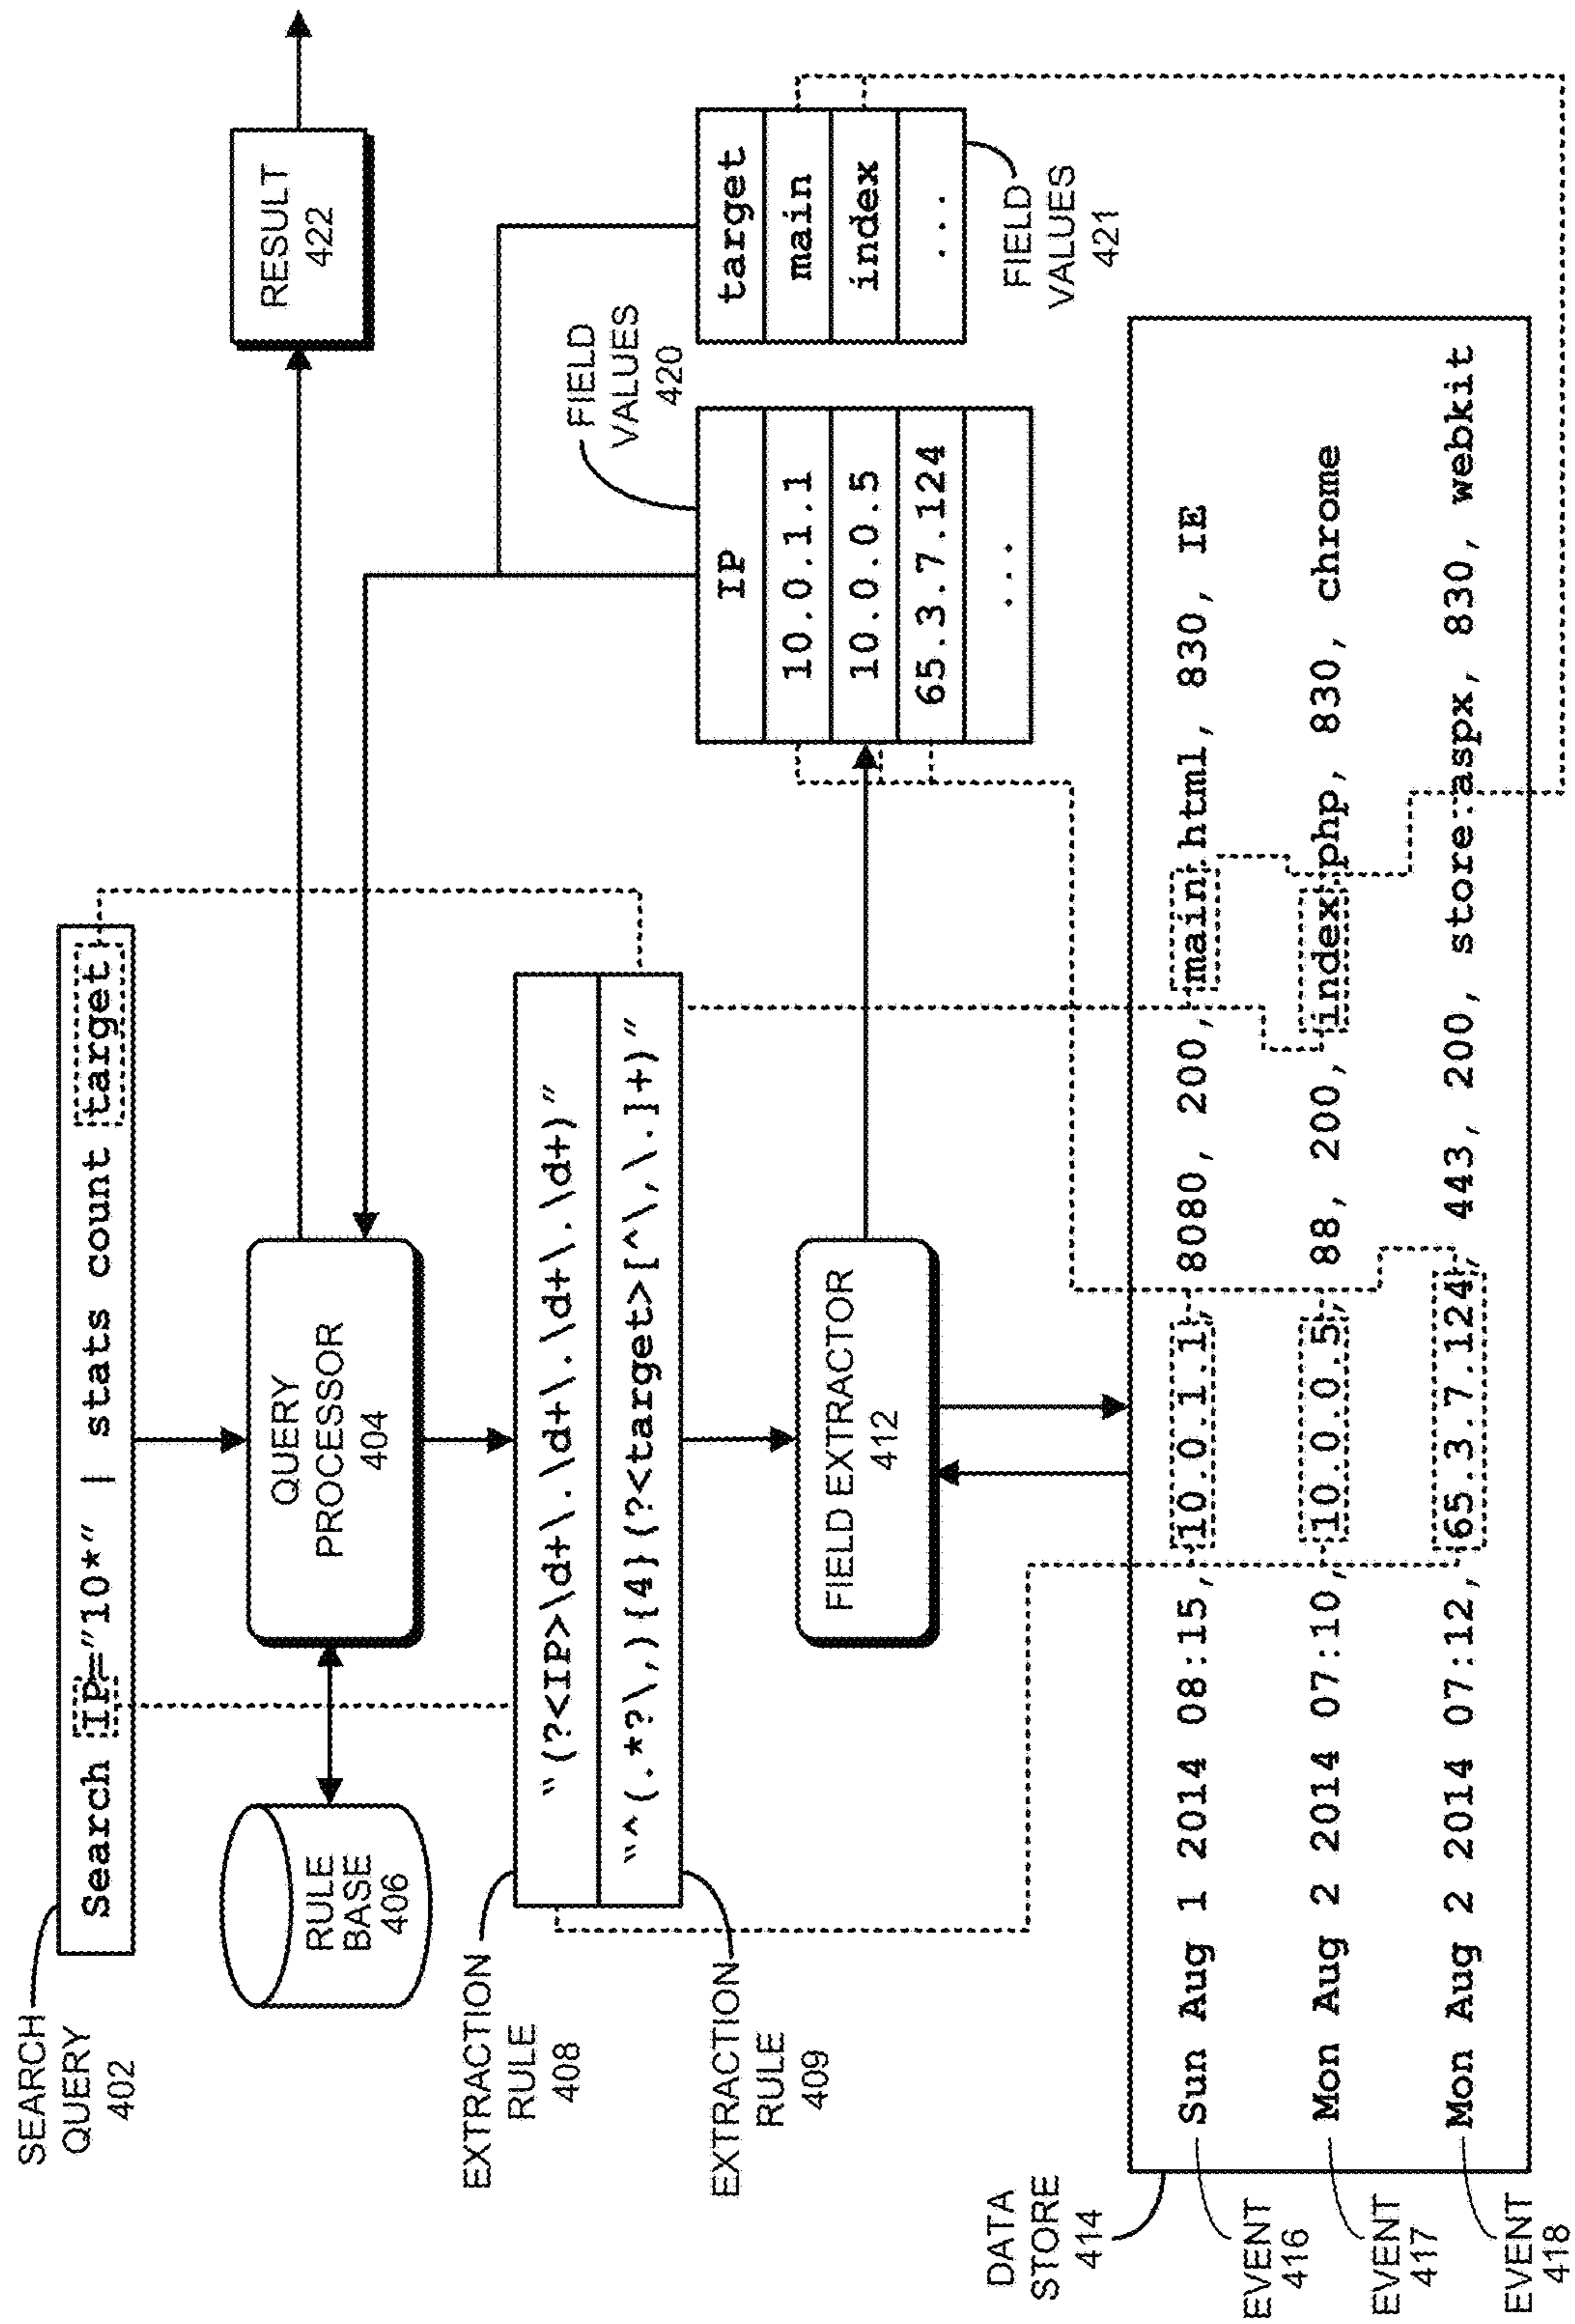 SEARCH
QUERY
402
Search IP="10*" | stats count target
RULE
BASE
406
QUERY
PROCESSOR
404
RESULT
422
EXTRACTION
RULE
408
"(?<IP>\d+\.\d+\.\d+\.\d+)"
EXTRACTION
RULE
409
"^(.*?\,){4}(?<target>[^\,\.]+)"
FIELD EXTRACTOR
412
FIELD
VALUES
420
IP
10.0.1.1
10.0.0.5
65.3.7.124
...
target
main
index
...
FIELD
VALUES
421
DATA
STORE
414
EVENT
416
Sun Aug 1 2014 08:15, 10.0.1.1, 8080, 200, main.html, 830, IE
EVENT
417
Mon Aug 2 2014 07:10, 10.0.0.5, 88, 200, index.php, 830, chrome
EVENT
418
Mon Aug 2 2014 07:12, 65.3.7.124, 443, 200, store.aspx, 830, webkit